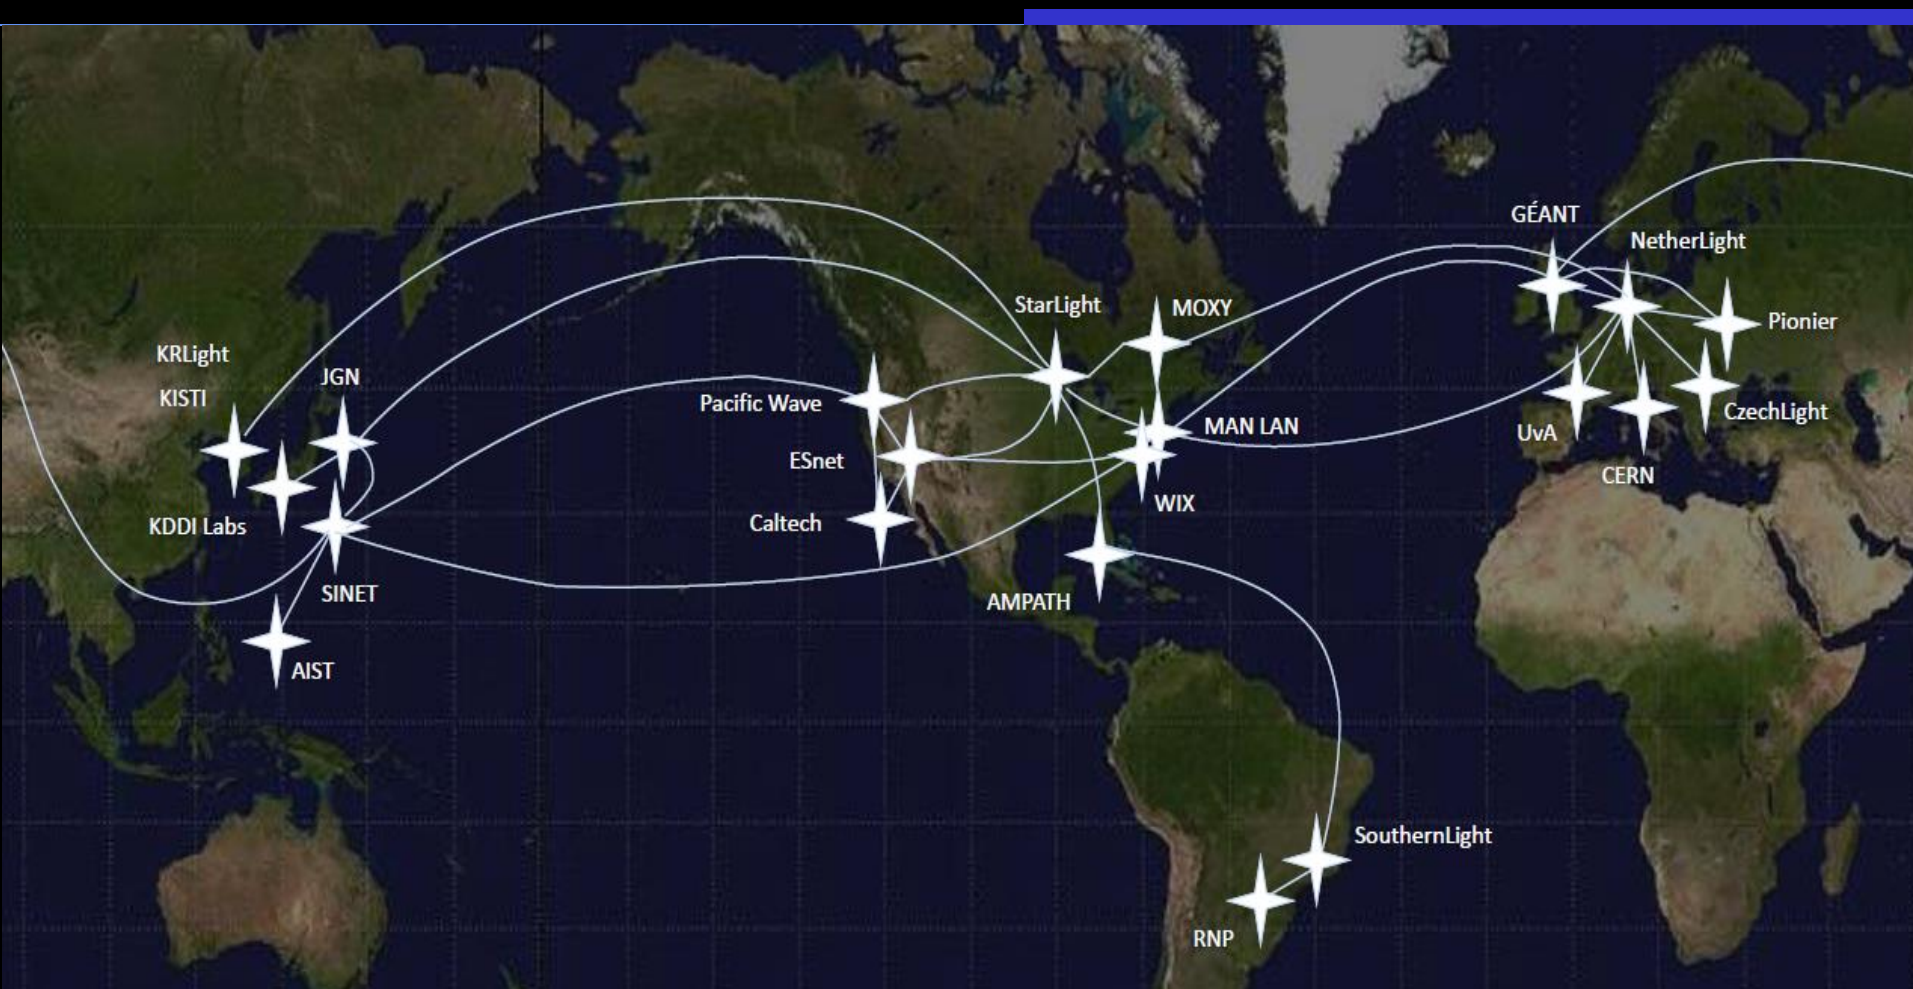 GÉANT
NetherLight
StarLight
MOXY
Pionier
KRLight
JGN
KISTI
Pacific Wave
CzechLight
MAN LAN
UvA
ESnet
CERN
WIX
KDDI Labs
Caltech
SINET
AMPATH
AIST
SouthernLight
RNP